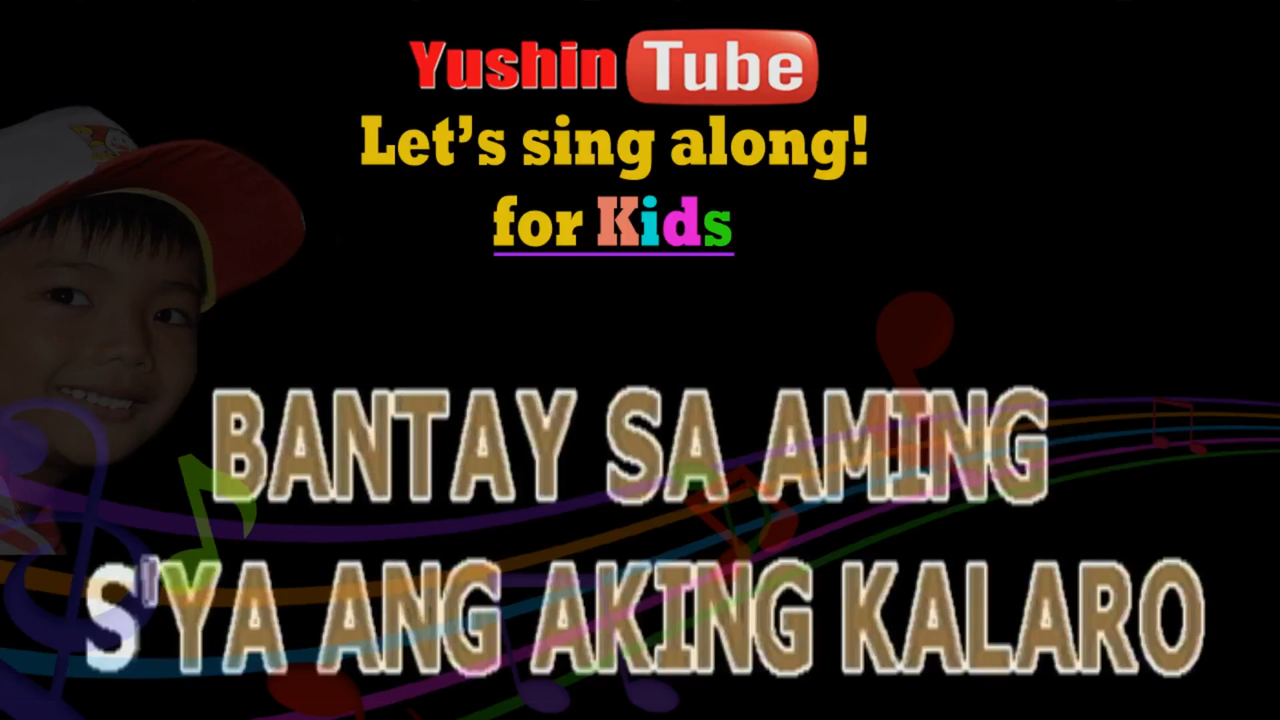 Yushin Tube
Let's sing along!
for Kids
BANTAY SA AMING
S'YA ANG AKING KALARO